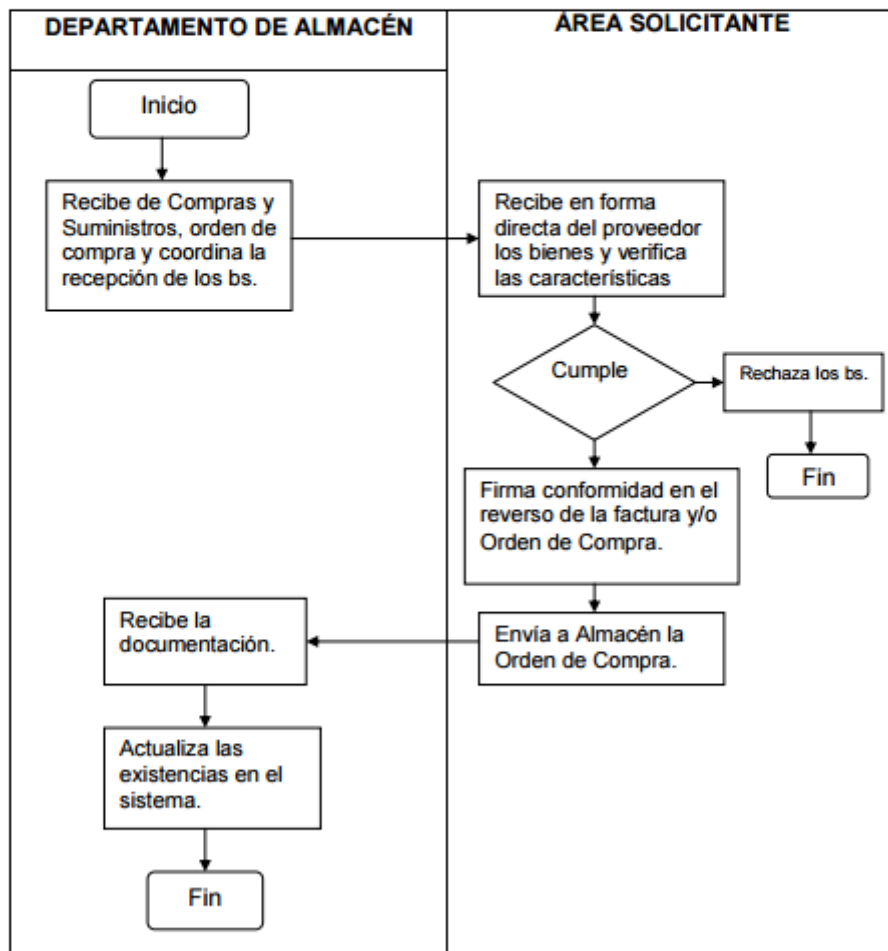 DEPARTAMENTO DE ALMACÉN
ÁREA SOLICITANTE
Inicio
Recibe de Compras y
Suministros, orden de
compra y coordina la
recepción de los bs.
Recibe en forma
directa del proveedor
los bienes y verifica
las características
Cumple
Rechaza los bs.
Fin
Firma conformidad en el
reverso de la factura y/o
Orden de Compra.
Envía a Almacén la
Orden de Compra.
Recibe la
documentación.
Actualiza las
existencias en el
sistema.
Fin